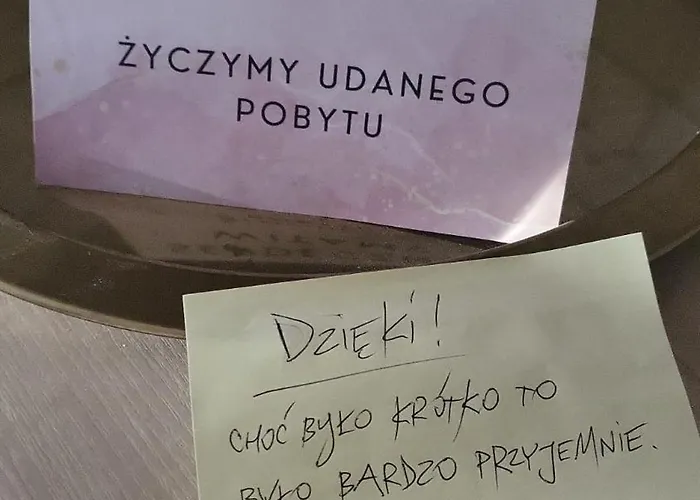 ŻYCZYMY UDANEGO
POBYTU
DZIĘKI!
CHOĆ BYŁO KRÓTKO TO
BYŁO BARDZO PRZYJEMNIE.